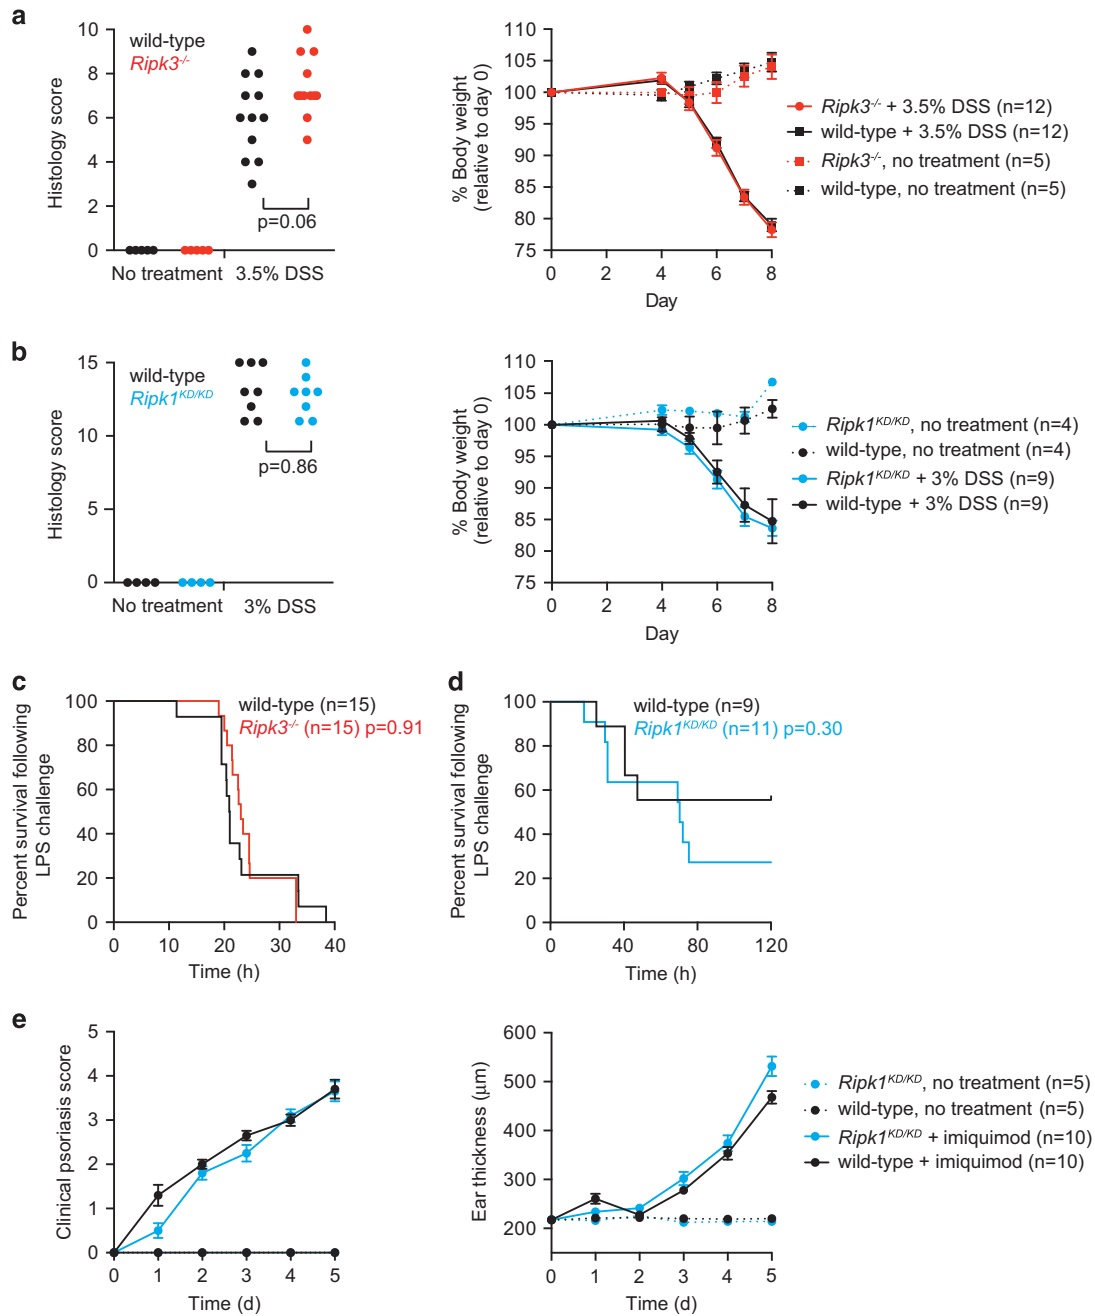 a
10
8
6
4
2
0
Histology score
wild-type
Ripk3-/-
p=0.06
No treatment
3.5% DSS
110
105
100
95
90
85
80
75
% Body weight
(relative to day 0)
0
2
4
6
8
Day
Ripk3-/- + 3.5% DSS (n=12)
wild-type + 3.5% DSS (n=12)
Ripk3-/-, no treatment (n=5)
wild-type, no treatment (n=5)
b
15
10
5
0
Histology score
wild-type
Ripk1KD/KD
p=0.86
No treatment
3% DSS
110
105
100
95
90
85
80
75
% Body weight
(relative to day 0)
0
2
4
6
8
Day
Ripk1KD/KD, no treatment (n=4)
wild-type, no treatment (n=4)
Ripk1KD/KD + 3% DSS (n=9)
wild-type + 3% DSS (n=9)
c
100
80
60
40
20
0
Percent survival following
LPS challenge
wild-type (n=15)
Ripk3-/- (n=15) p=0.91
0
10
20
30
40
Time (h)
d
100
80
60
40
20
0
Percent survival following
LPS challenge
wild-type (n=9)
Ripk1KD/KD (n=11) p=0.30
0
40
80
120
Time (h)
e
5
4
3
2
1
0
Clinical psoriasis score
0
1
2
3
4
5
Time (d)
600
500
400
300
200
Ear thickness (µm)
0
1
2
3
4
5
Time (d)
Ripk1KD/KD, no treatment (n=5)
wild-type, no treatment (n=5)
Ripk1KD/KD + imiquimod (n=10)
wild-type + imiquimod (n=10)